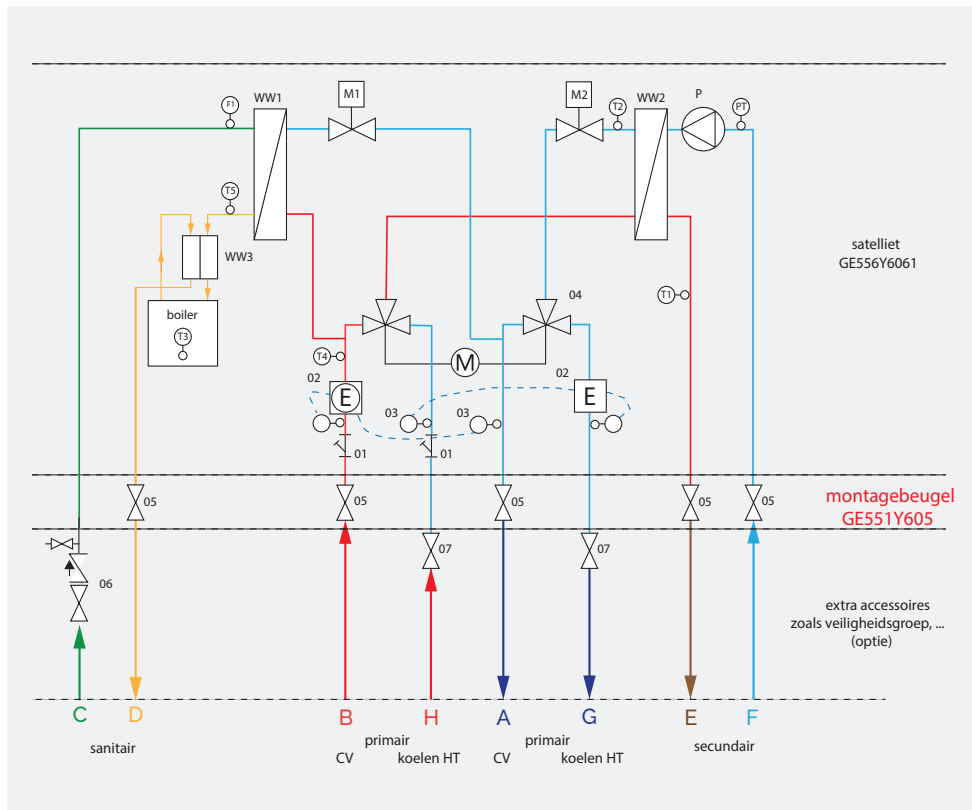 M1
M2
P
F1
WW1
T2
WW2
PT
T5
WW3
satelliet
GE556Y6061
boiler
T3
T1
04
T4
M
02
E
02
E
03
03
01
01
05
05
05
05
05
montagebeugel
GE551Y605
07
07
06
extra accessoires
zoals veiligheidsgroep, ...
(optie)
C
D
B
H
A
G
E
F
sanitair
primair
CV
koelen HT
primair
CV
koelen HT
secundair